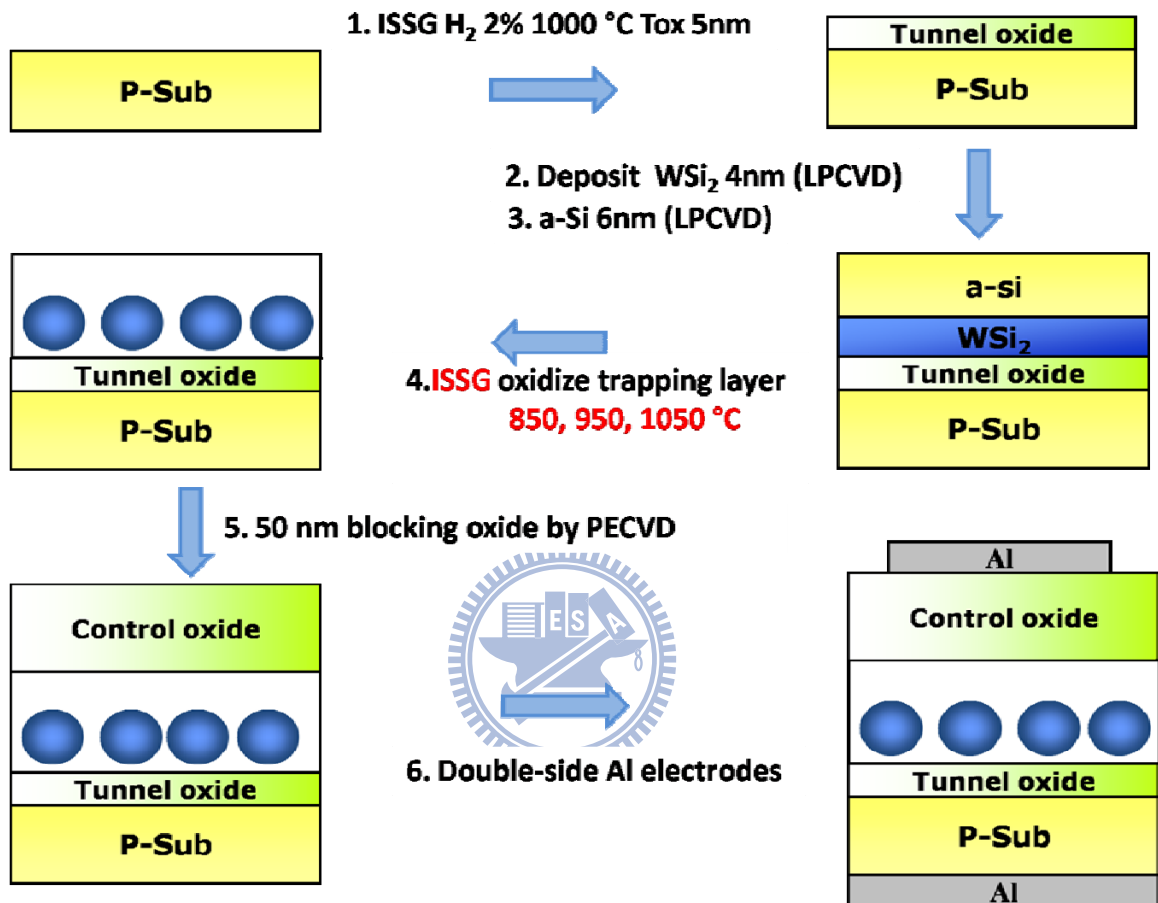 1. ISSG H₂ 2% 1000 °C Tox 5nm
P-Sub
Tunnel oxide
P-Sub
2. Deposit WSi₂ 4nm (LPCVD)
3. a-Si 6nm (LPCVD)
a-si
WSi₂
Tunnel oxide
P-Sub
4.ISSG oxidize trapping layer
850, 950, 1050 °C
Tunnel oxide
P-Sub
5. 50 nm blocking oxide by PECVD
Control oxide
Tunnel oxide
P-Sub
E S A
6. Double-side Al electrodes
Al
Control oxide
Tunnel oxide
P-Sub
Al